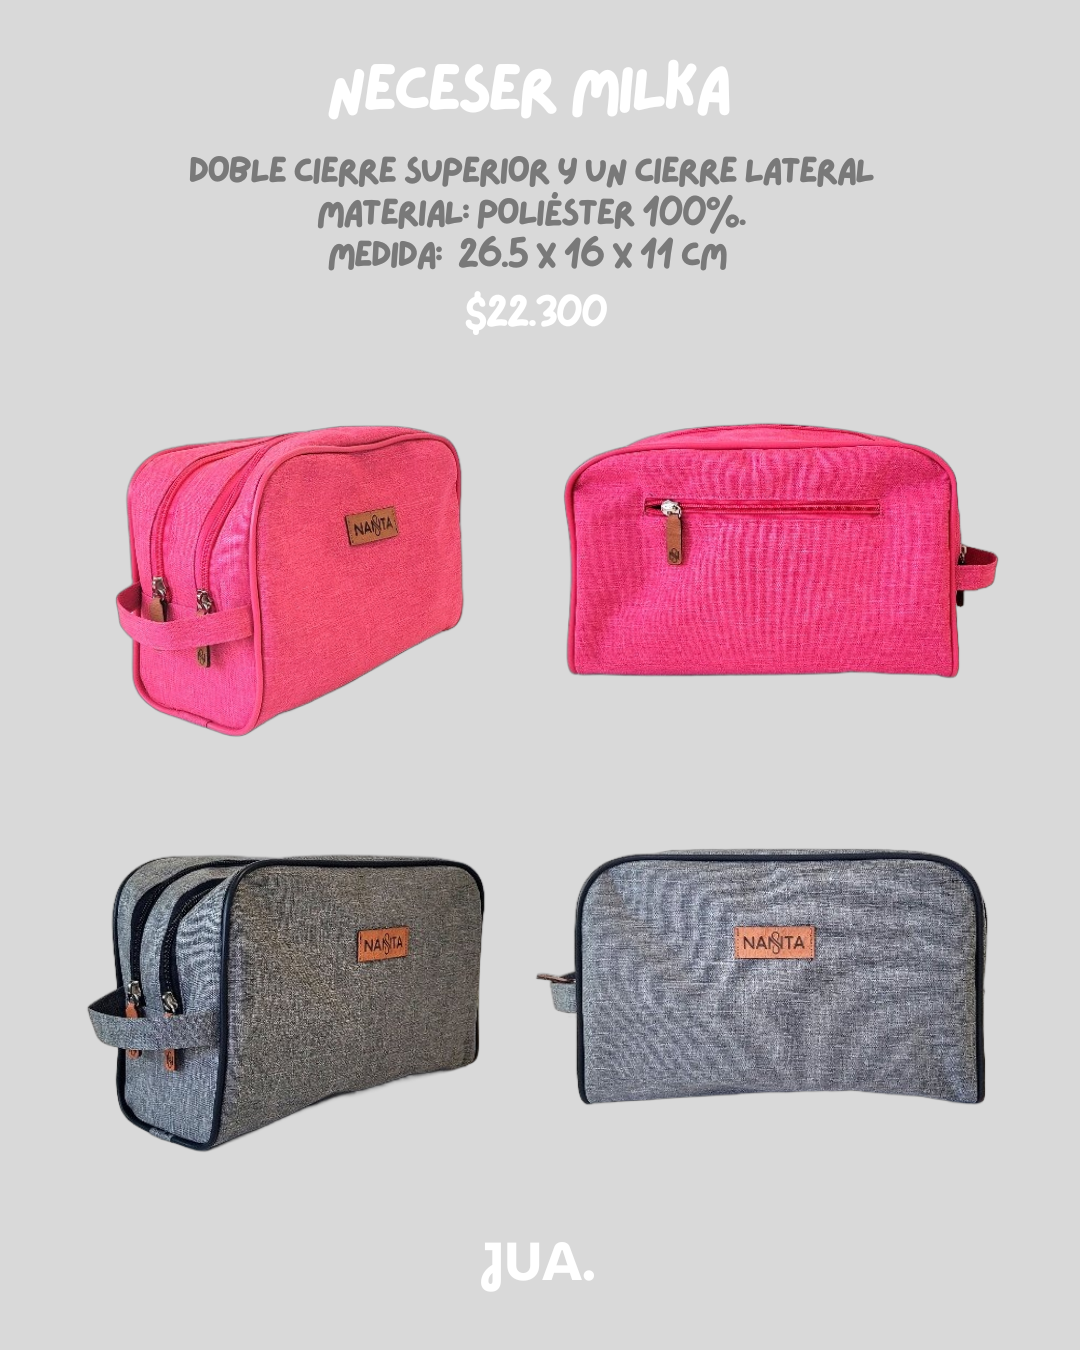 NECESER MILKA
DOBLE CIERRE SUPERIOR Y UN CIERRE LATERAL
MATERIAL: POLIÉSTER 100%.
MEDIDA: 26.5 X 16 X 11 CM
$22.300
NANITA
NANITA
NANITA
JUA.